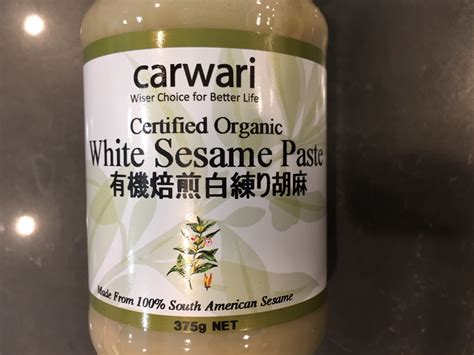 carwari
Wiser Choice for Better Life
Certified Organic
White Sesame Paste
有機焙煎白練り胡麻
Made From 100% South American Sesame
375g NET